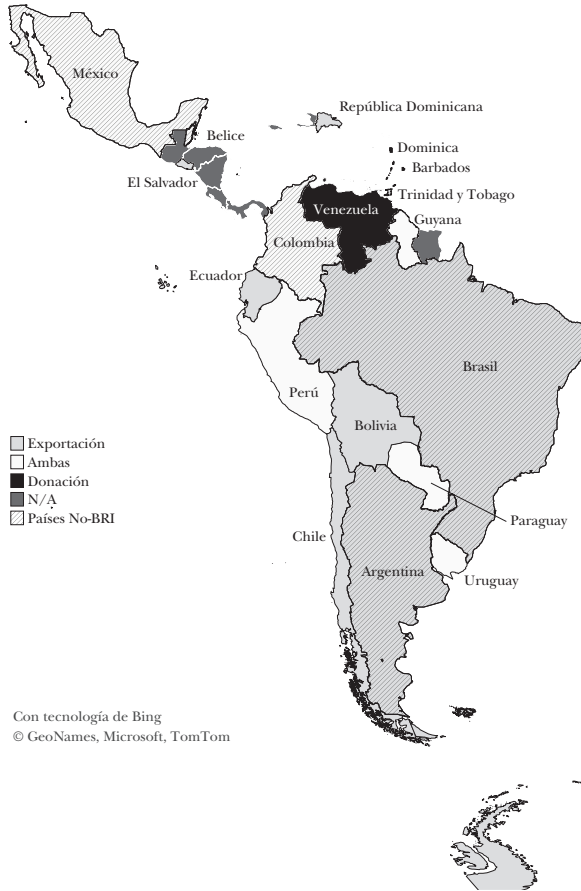 México
República Dominicana
Belice
Dominica
Barbados
El Salvador
Trinidad y Tobago
Venezuela
Guyana
Colombia
Ecuador
Brasil
Perú
Bolivia
Exportación
Ambas
Donación
N/A
Países No-BRI
Paraguay
Chile
Argentina
Uruguay
Con tecnología de Bing
© GeoNames, Microsoft, TomTom